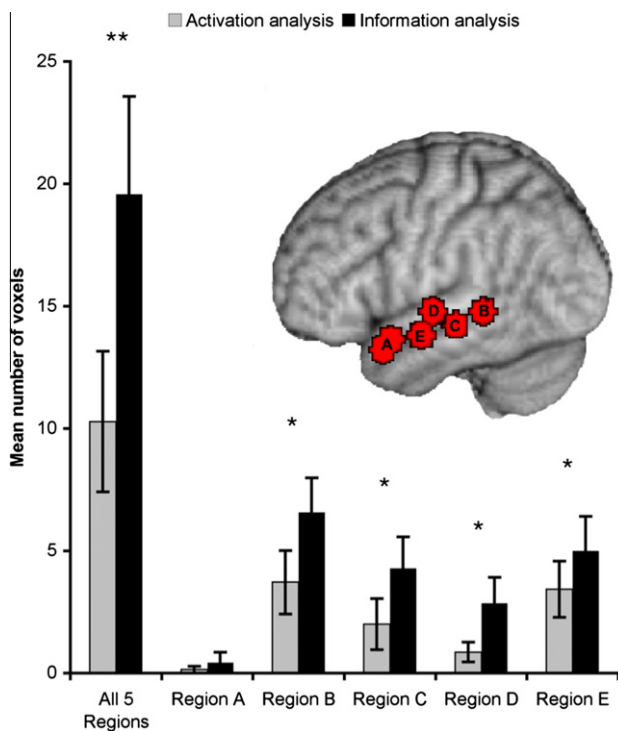 Activation analysis Information analysis
**
25
20
15
10
5
0
Mean number of voxels
D B
C
E
A
*
*
*
*
All 5 Regions
Region A
Region B
Region C
Region D
Region E